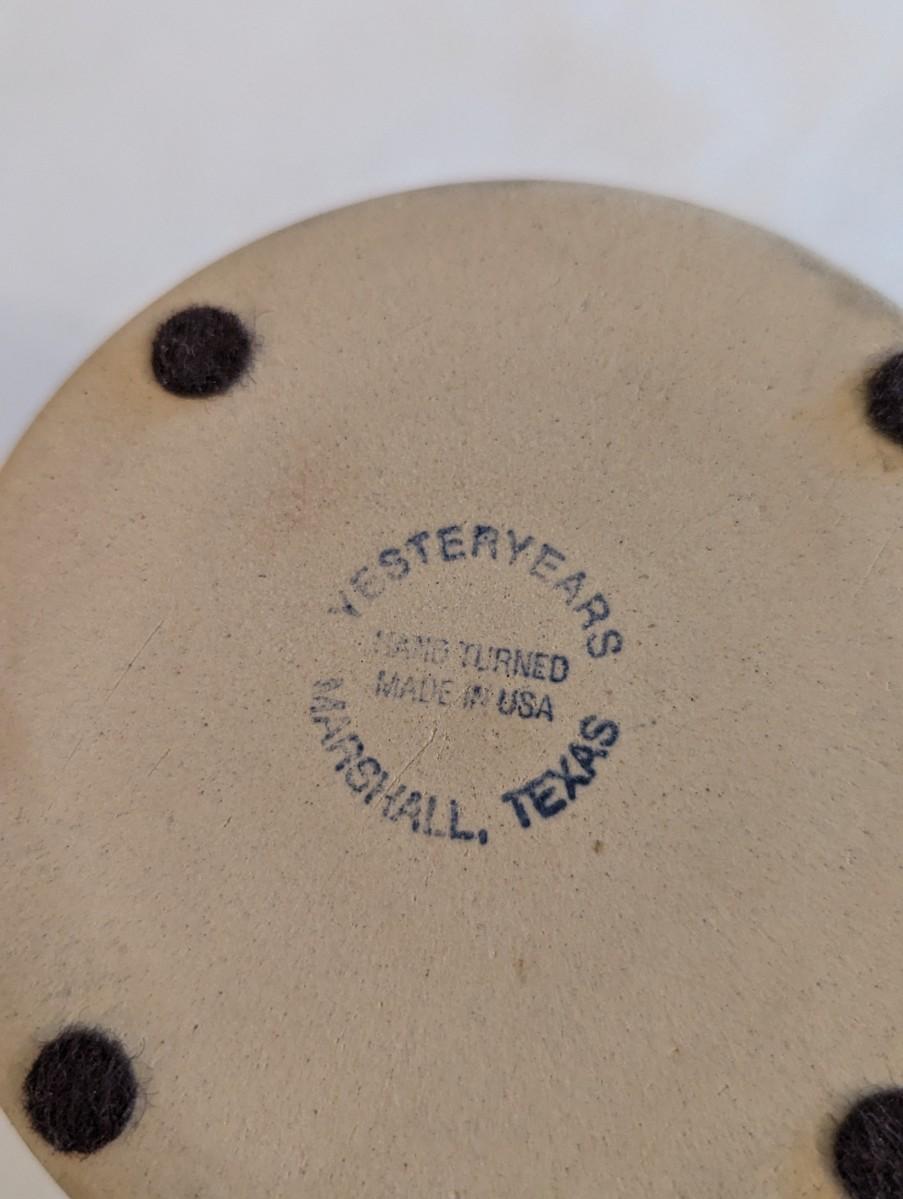 YESTERYEARS
HAND TURNED
MADE IN USA
MARSHALL, TEXAS